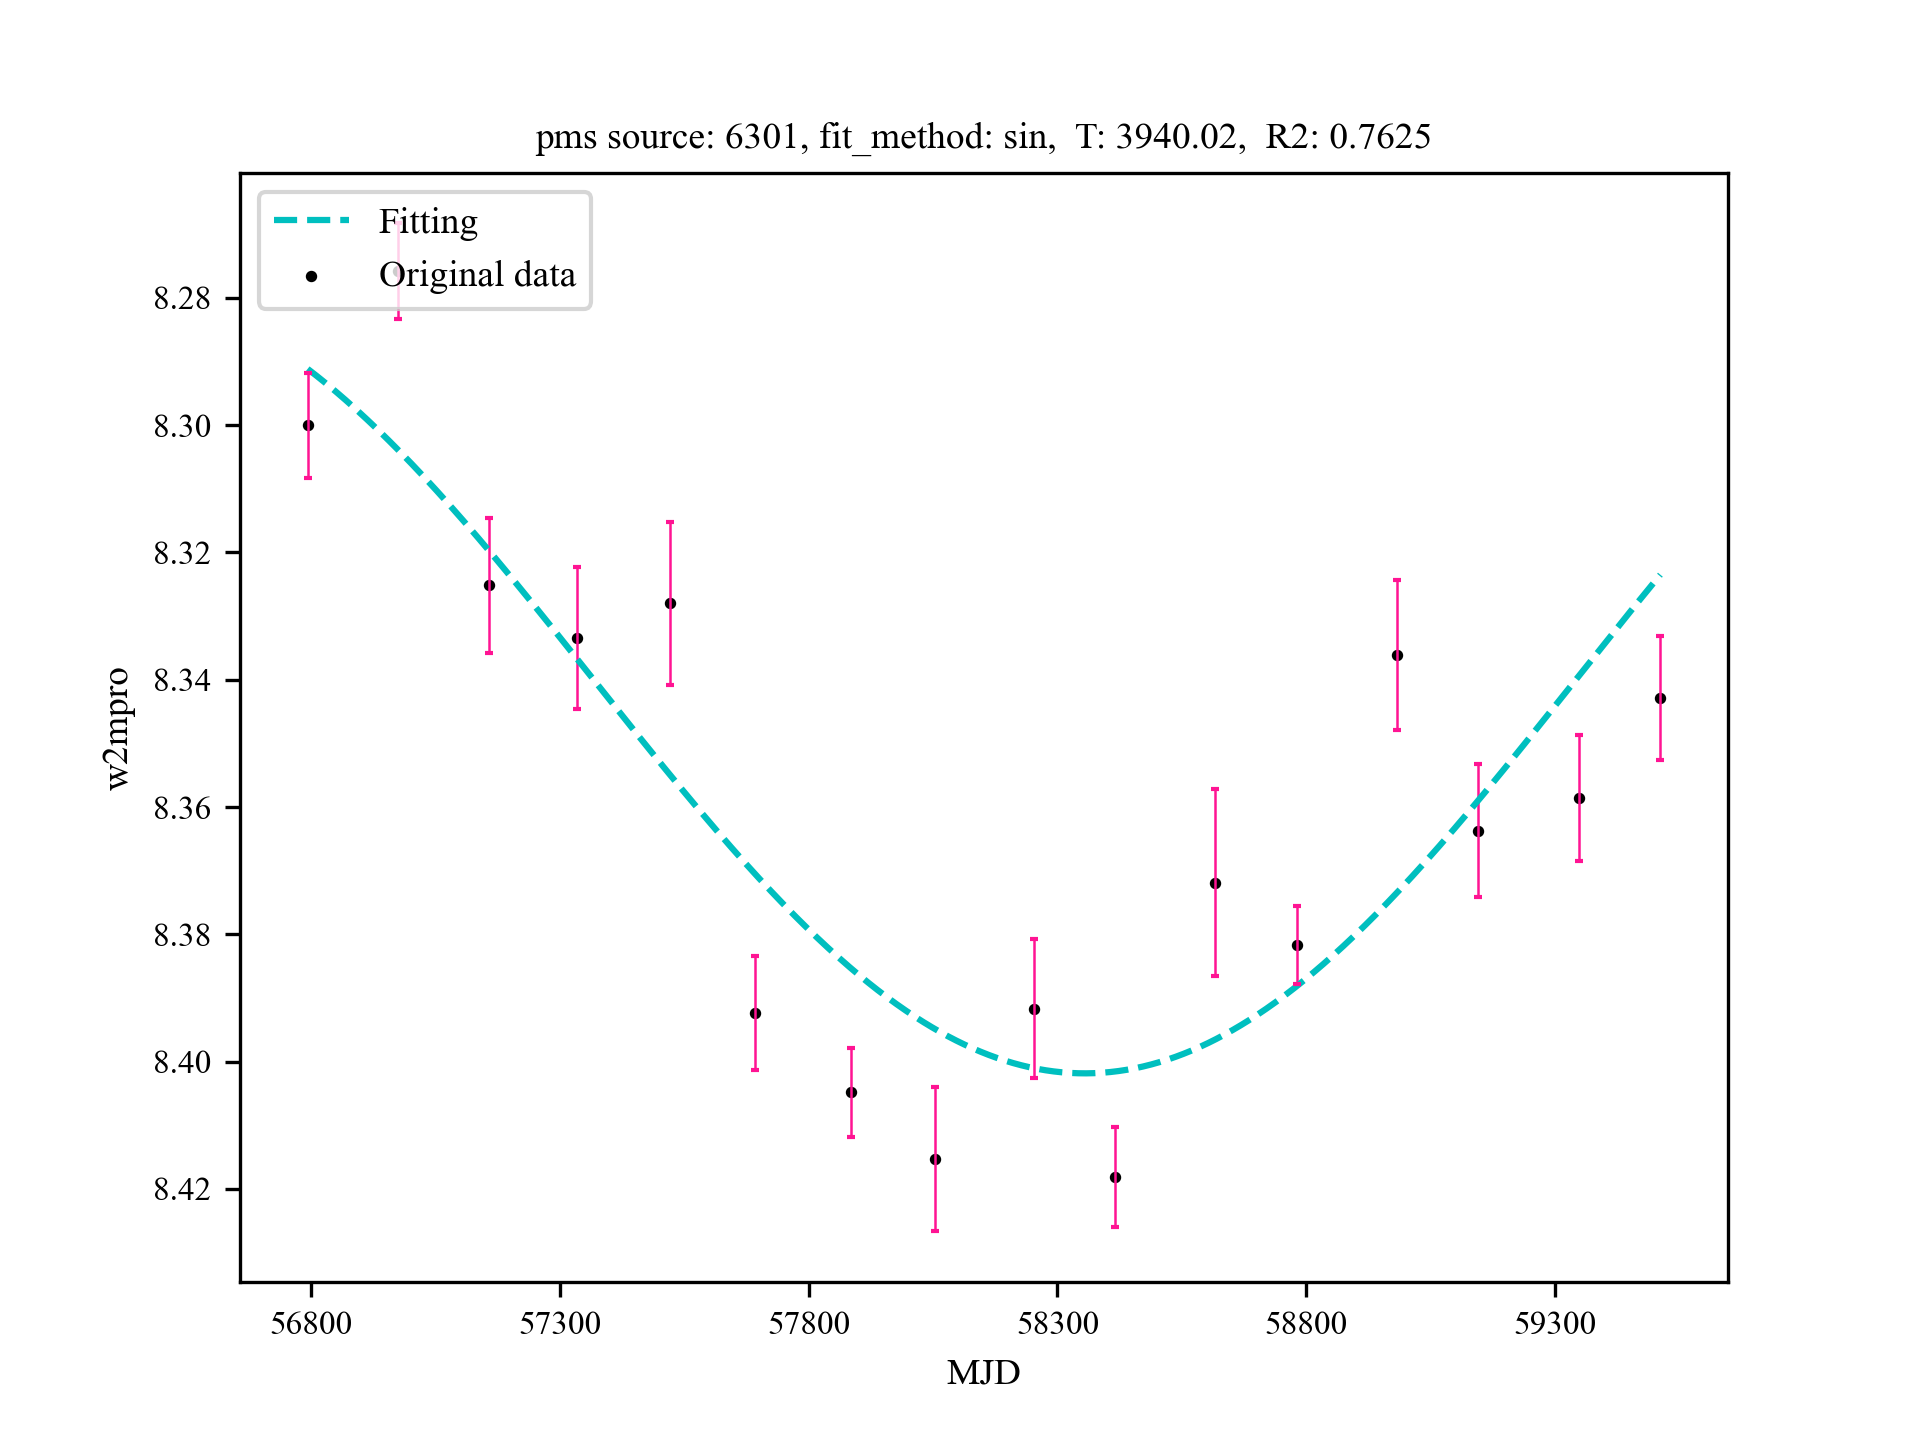 pms source: 6301, fit_method: sin,  T: 3940.02,  R2: 0.7625
Fitting
Original data
8.28
8.30
8.32
8.34
8.36
8.38
8.40
8.42
w2mpro
56800
57300
57800
58300
58800
59300
MJD